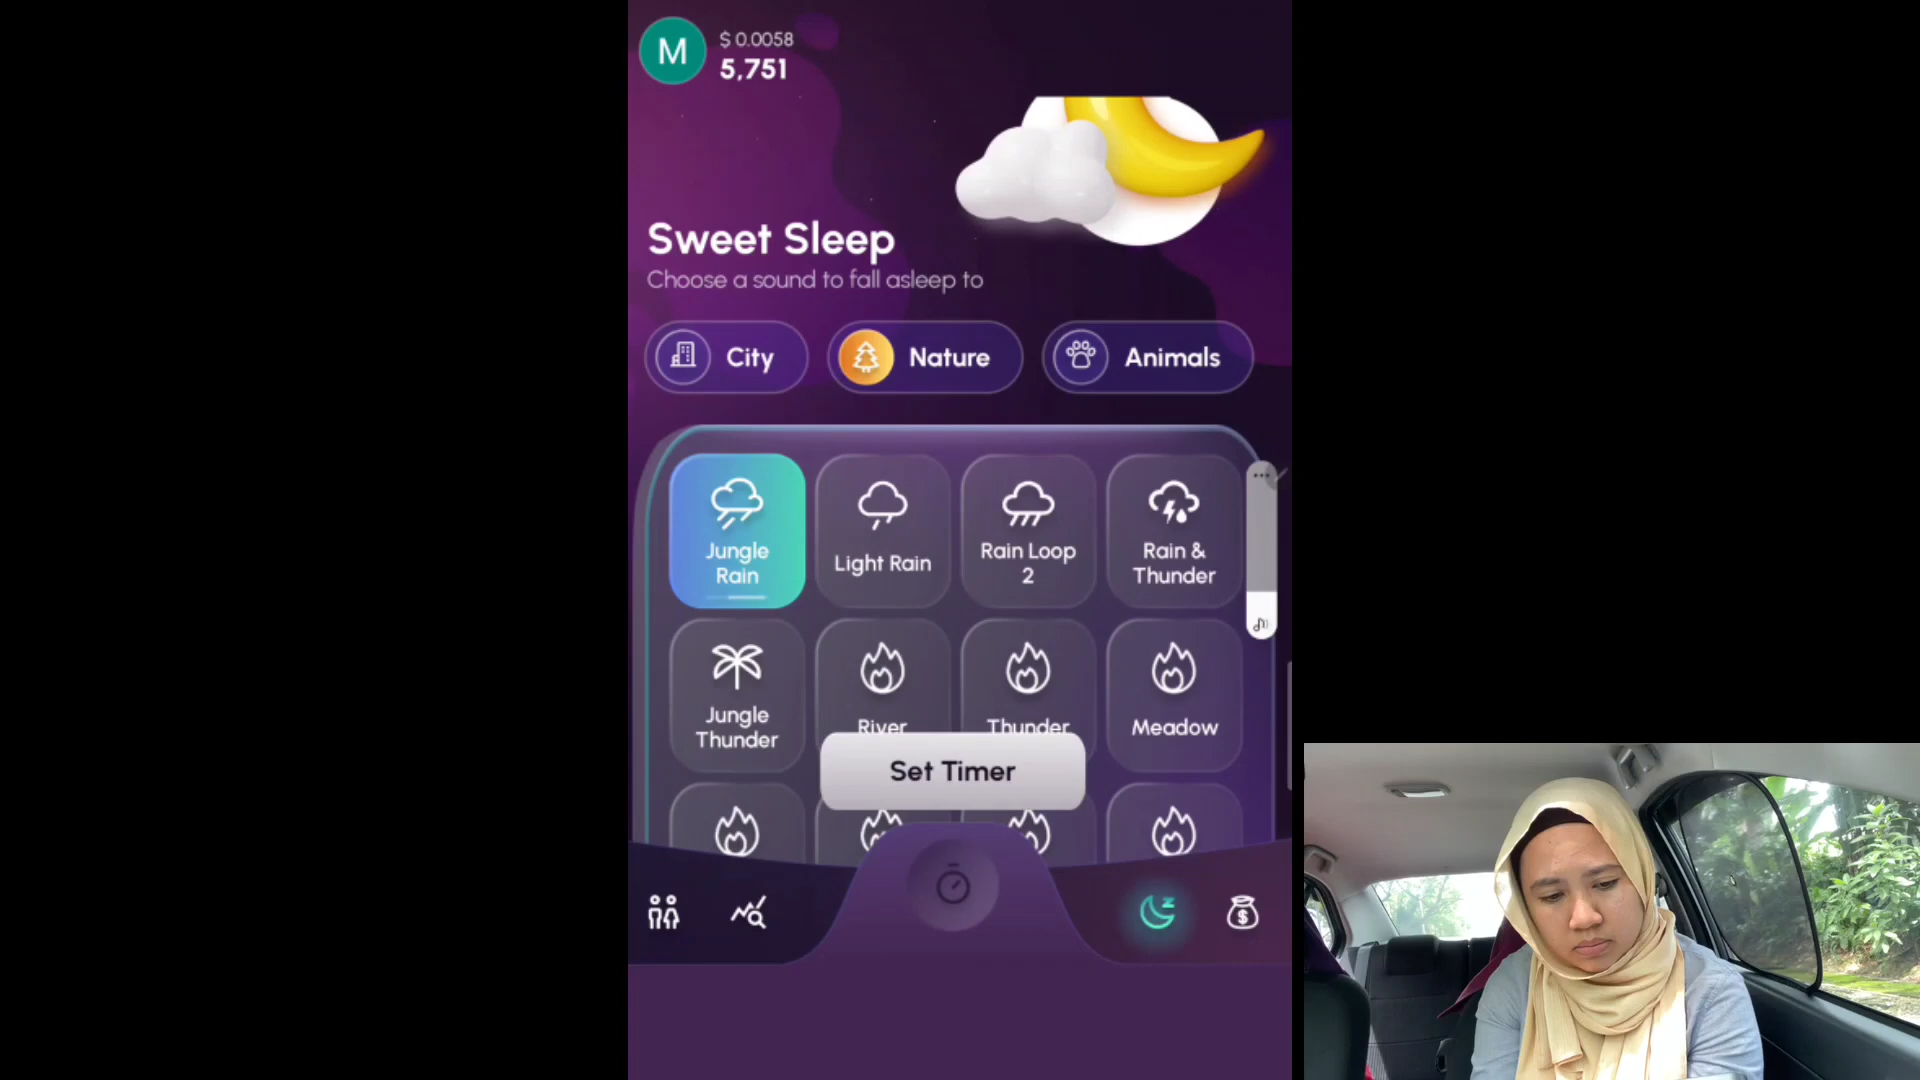 M
$ 0.0058
5,751
Sweet Sleep
Choose a sound to fall asleep to
City
Nature
Animals
Jungle
Rain
Light Rain
Rain Loop
2
Rain &
Thunder
Jungle
Thunder
River
Thunder
Meadow
Set Timer